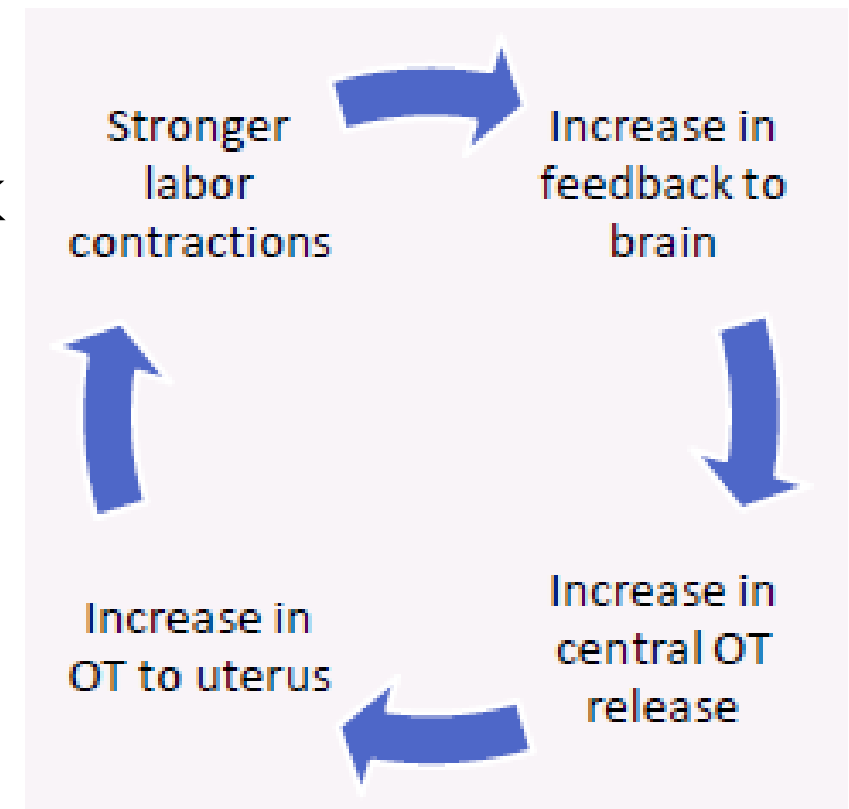 Stronger
labor
contractions
Increase in
feedback to
brain
Increase in
central OT
release
Increase in
OT to uterus